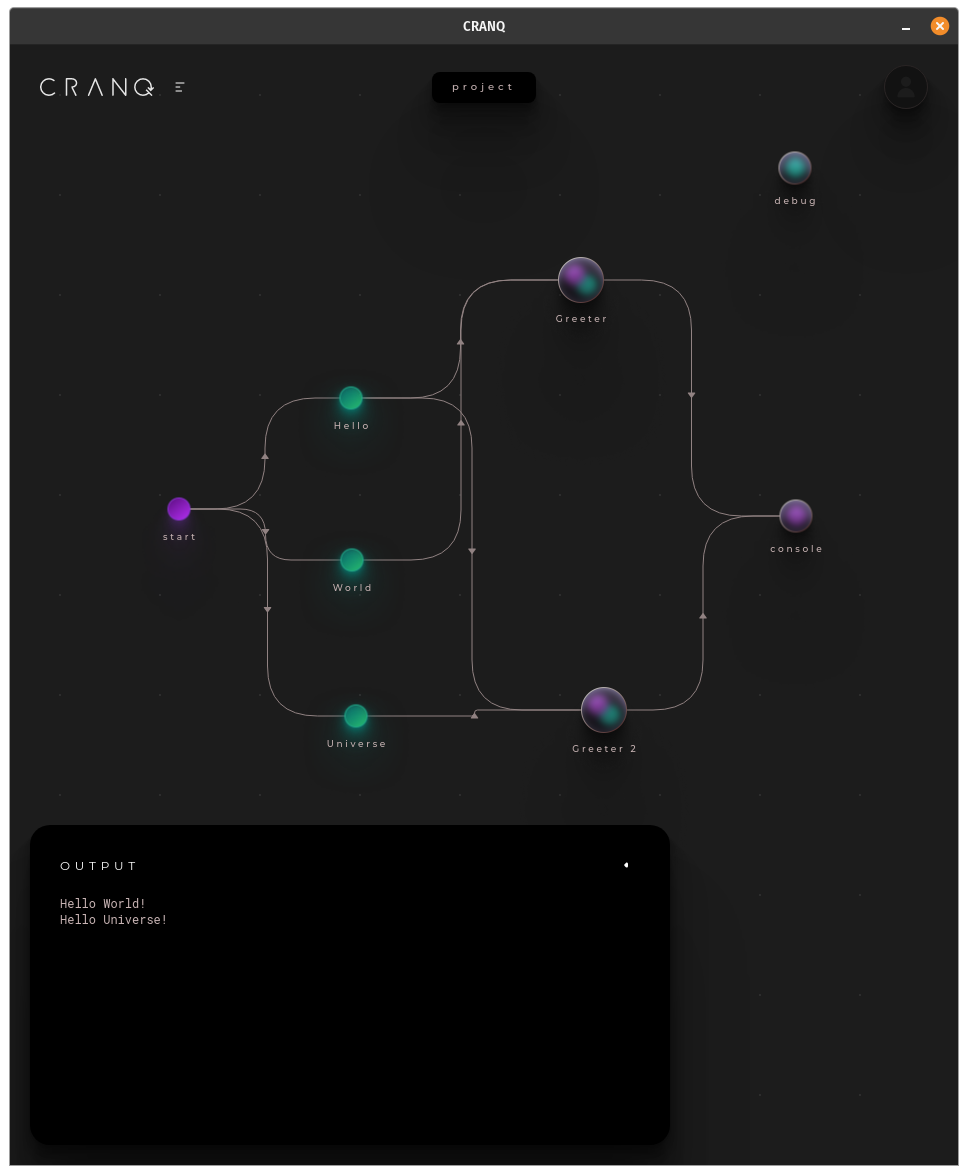 CRANQ
CRANQ
project
debug
Greeter
Hello
start
console
World
Universe
Greeter 2
OUTPUT
Hello World!
Hello Universe!